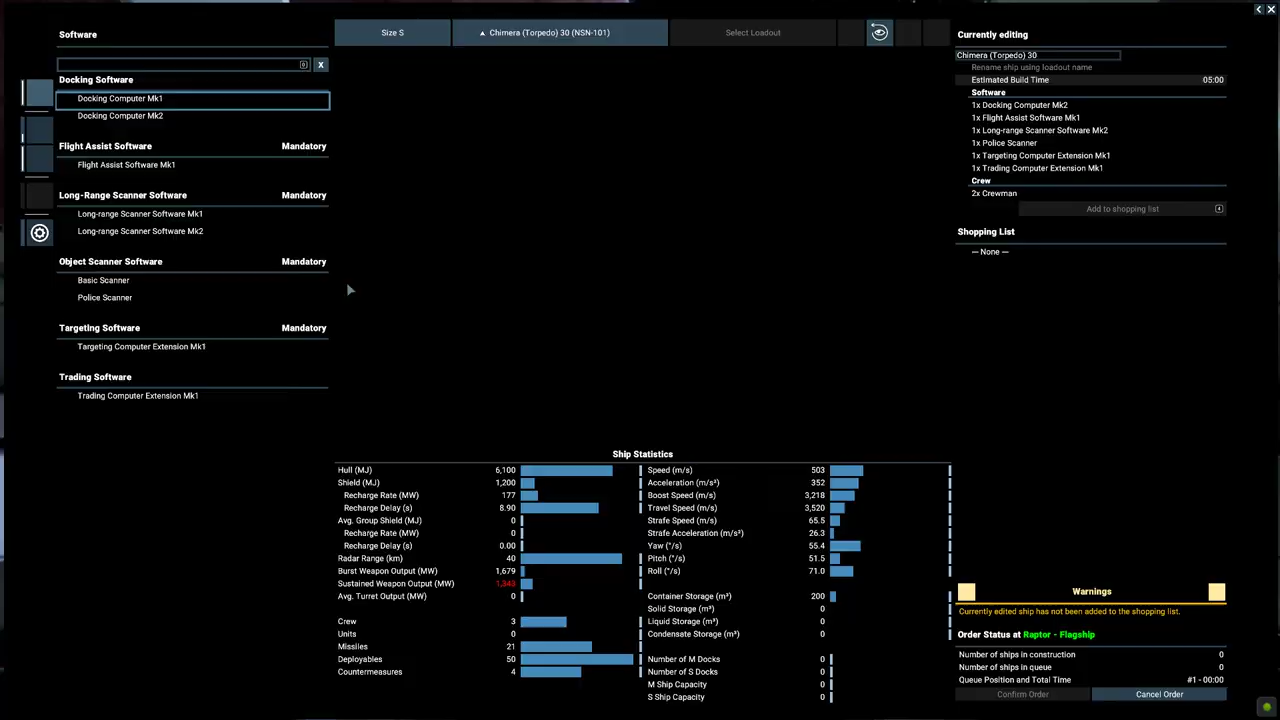 Software
X
Docking Software
Docking Computer Mk1
Docking Computer Mk2
Flight Assist Software Mandatory
Flight Assist Software Mk1
Long-Range Scanner Software Mandatory
Long-range Scanner Software Mk1
Long-range Scanner Software Mk2
Object Scanner Software Mandatory
Basic Scanner
Police Scanner
Targeting Software Mandatory
Targeting Computer Extension Mk1
Trading Software
Trading Computer Extension Mk1
Size S
Chimera (Torpedo) 30 (NSN-101)
Select Loadout
Ship Statistics
Hull (MJ) 6,100
Shield (MJ) 1,200
Recharge Rate (MW) 177
Recharge Delay (s) 8.90
Avg. Group Shield (MJ) 0
Recharge Rate (MW) 0
Recharge Delay (s) 0.00
Radar Range (km) 40
Burst Weapon Output (MW) 1,679
Sustained Weapon Output (MW) 1,343
Avg. Turret Output (MW) 0
Crew 3
Units 0
Missiles 21
Deployables 50
Countermeasures 4
Speed (m/s) 503
Acceleration (m/s²) 352
Boost Speed (m/s) 3,218
Travel Speed (m/s) 3,520
Strafe Speed (m/s) 65.5
Strafe Acceleration (m/s²) 26.3
Yaw (°/s) 55.4
Pitch (°/s) 51.5
Roll (°/s) 71.0
Container Storage (m³) 200
Solid Storage (m³) 0
Liquid Storage (m³) 0
Condensate Storage (m³) 0
Number of M Docks 0
Number of S Docks 0
M Ship Capacity 0
S Ship Capacity 0
Currently editing
Chimera (Torpedo) 30
Rename ship using loadout name
Estimated Build Time 05:00
Software
1x Docking Computer Mk2
1x Flight Assist Software Mk1
1x Long-range Scanner Software Mk2
1x Police Scanner
1x Targeting Computer Extension Mk1
1x Trading Computer Extension Mk1
Crew
2x Crewman
Add to shopping list
Shopping List
— None —
Warnings
Currently edited ship has not been added to the shopping list.
Order Status at Raptor - Flagship
Number of ships in construction 0
Number of ships in queue 0
Queue Position and Total Time #1 - 00:00
Confirm Order
Cancel Order